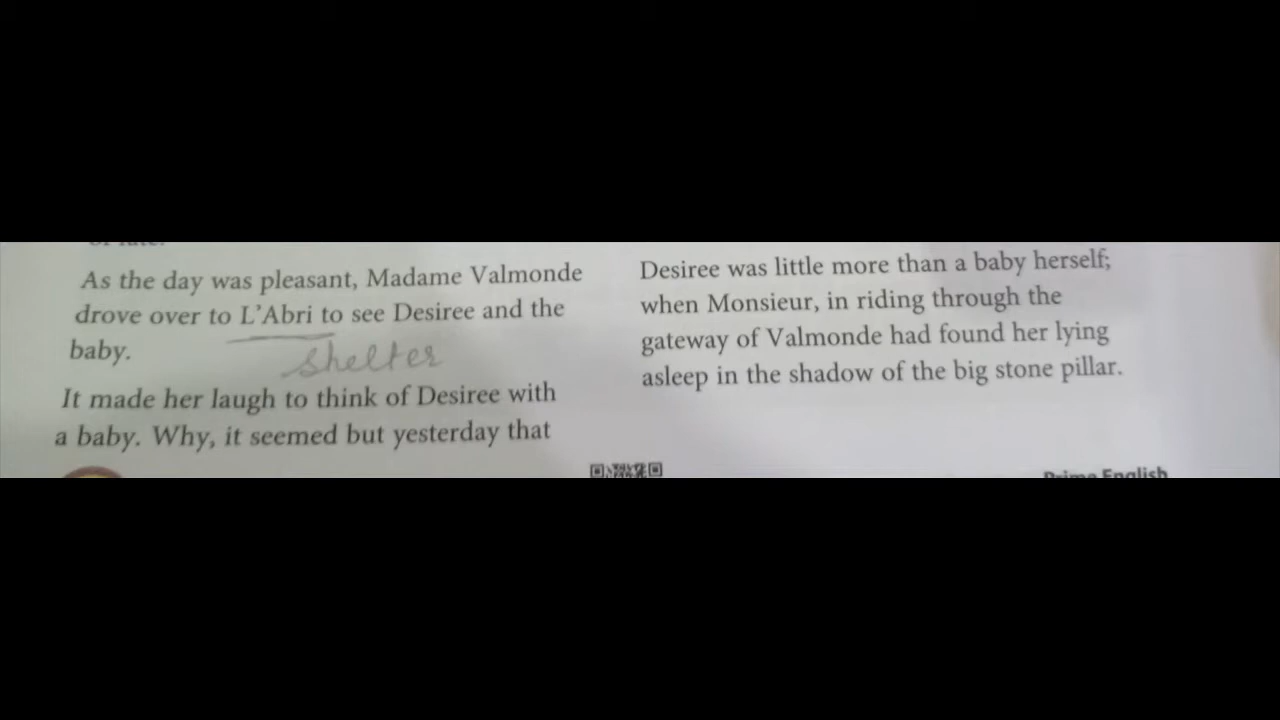 As the day was pleasant, Madame Valmonde
drove over to L'Abri to see Desiree and the
baby.
shelter
It made her laugh to think of Desiree with
a baby. Why, it seemed but yesterday that
Desiree was little more than a baby herself;
when Monsieur, in riding through the
gateway of Valmonde had found her lying
asleep in the shadow of the big stone pillar.
Prime English